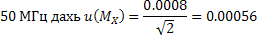 50 МГц дахь u(M_X) = 0.0008/√2 = 0.00056